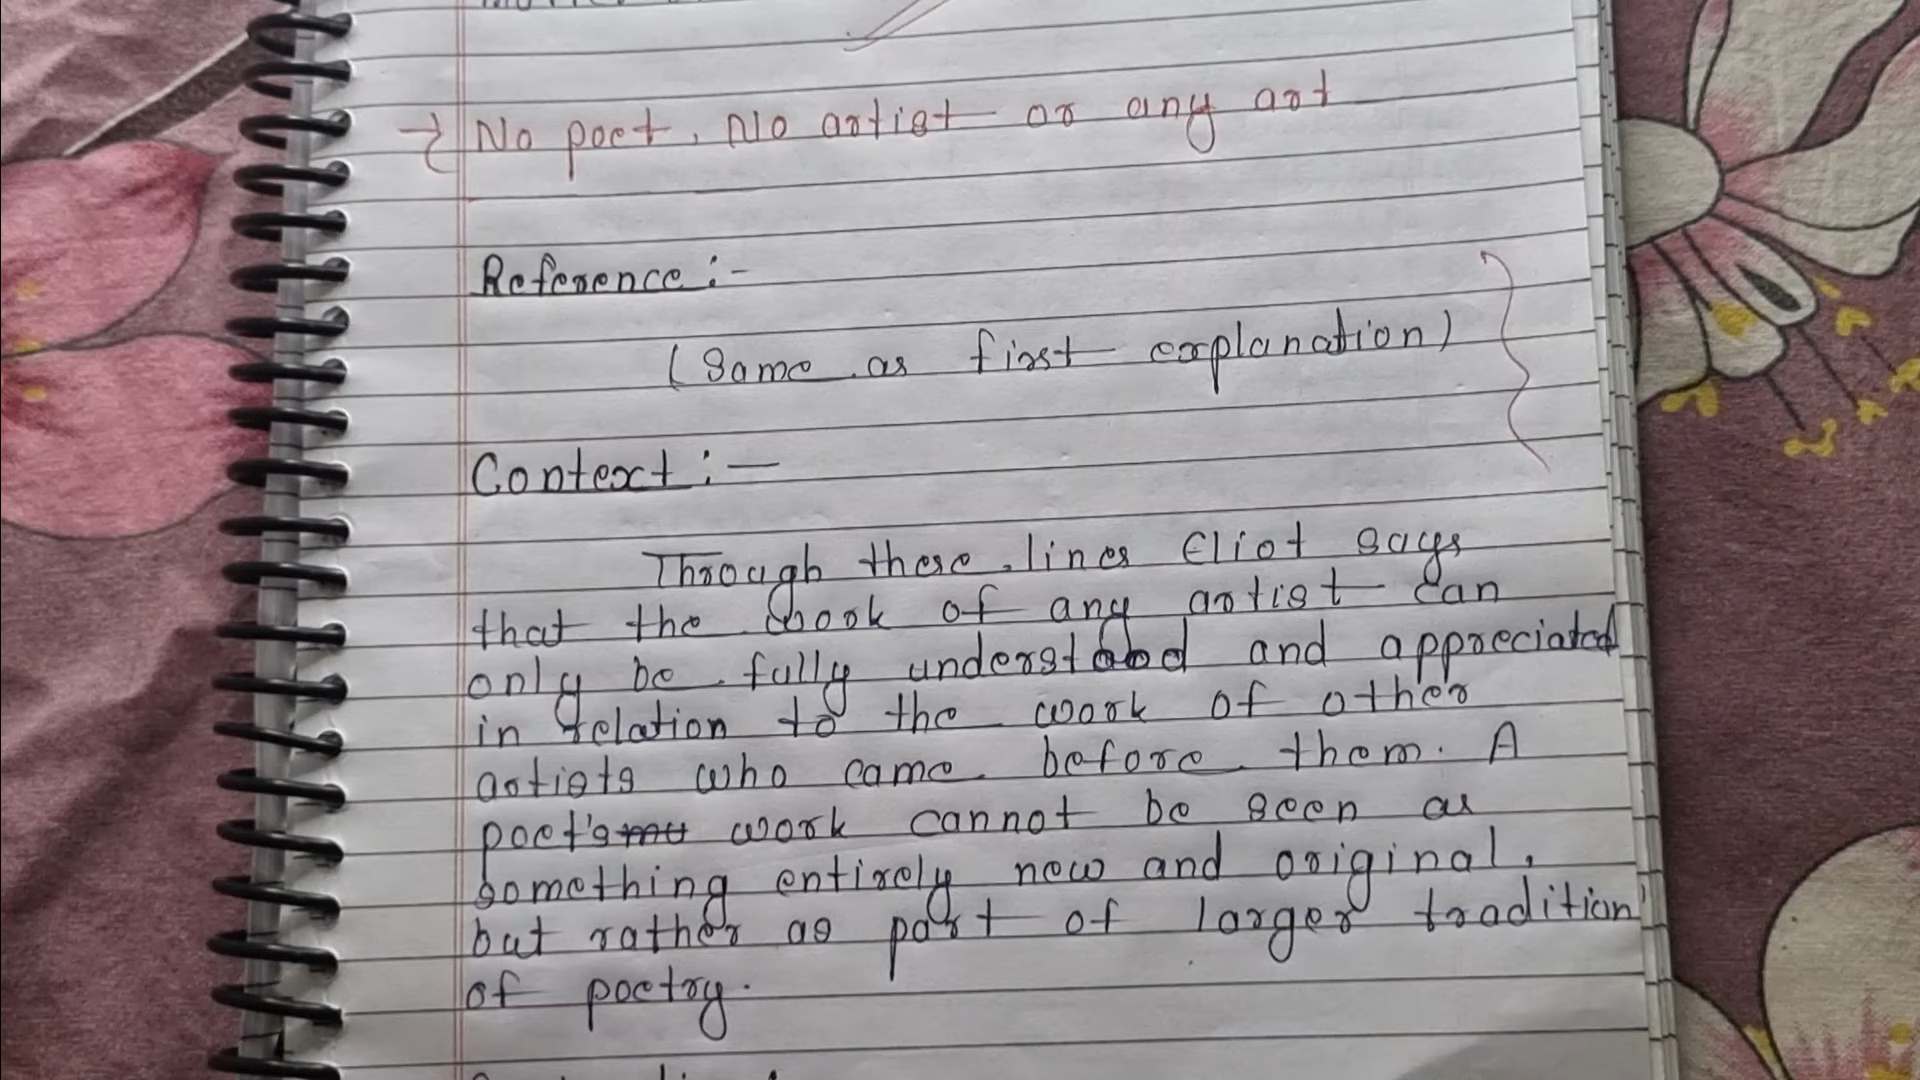 → No poet, No artist or any art
Reference :-
(Same as first explanation)
Context :-
Through these lines Eliot says
that the work of any artist can
only be fully understood and appreciated
in relation to the work of other
artists who came before them. A
poet's work cannot be seen as
something entirely new and original,
but rather as part of larger tradition
of poetry.